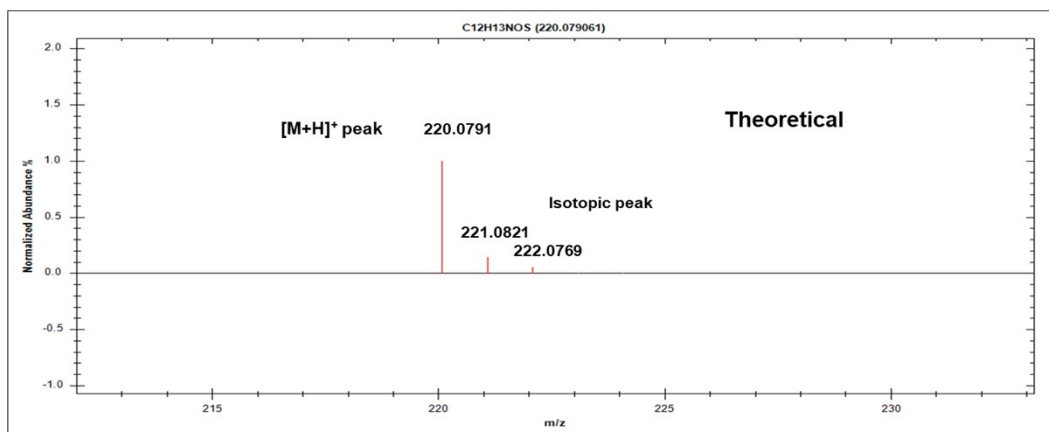 C12H13NOS (220.079061)
2.0
Theoretical
[M+H]⁺ peak 220.0791
1.5
1.0
Isotopic peak
0.5
221.0821
222.0769
0.0
-0.5
-1.0
Normalized Abundance %
215 220 225 230
m/z